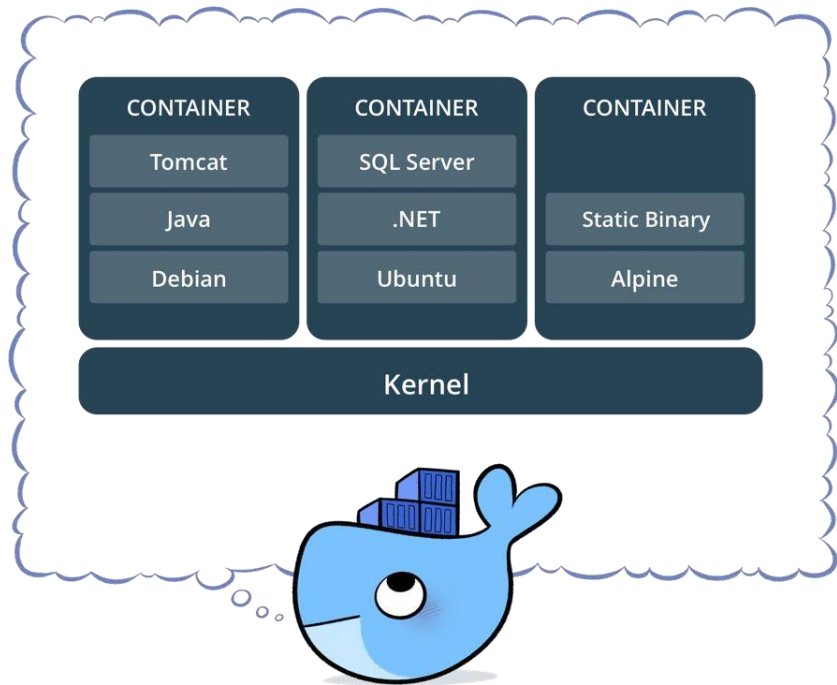 CONTAINER
Tomcat
Java
Debian
CONTAINER
SQL Server
.NET
Ubuntu
CONTAINER
Static Binary
Alpine
Kernel